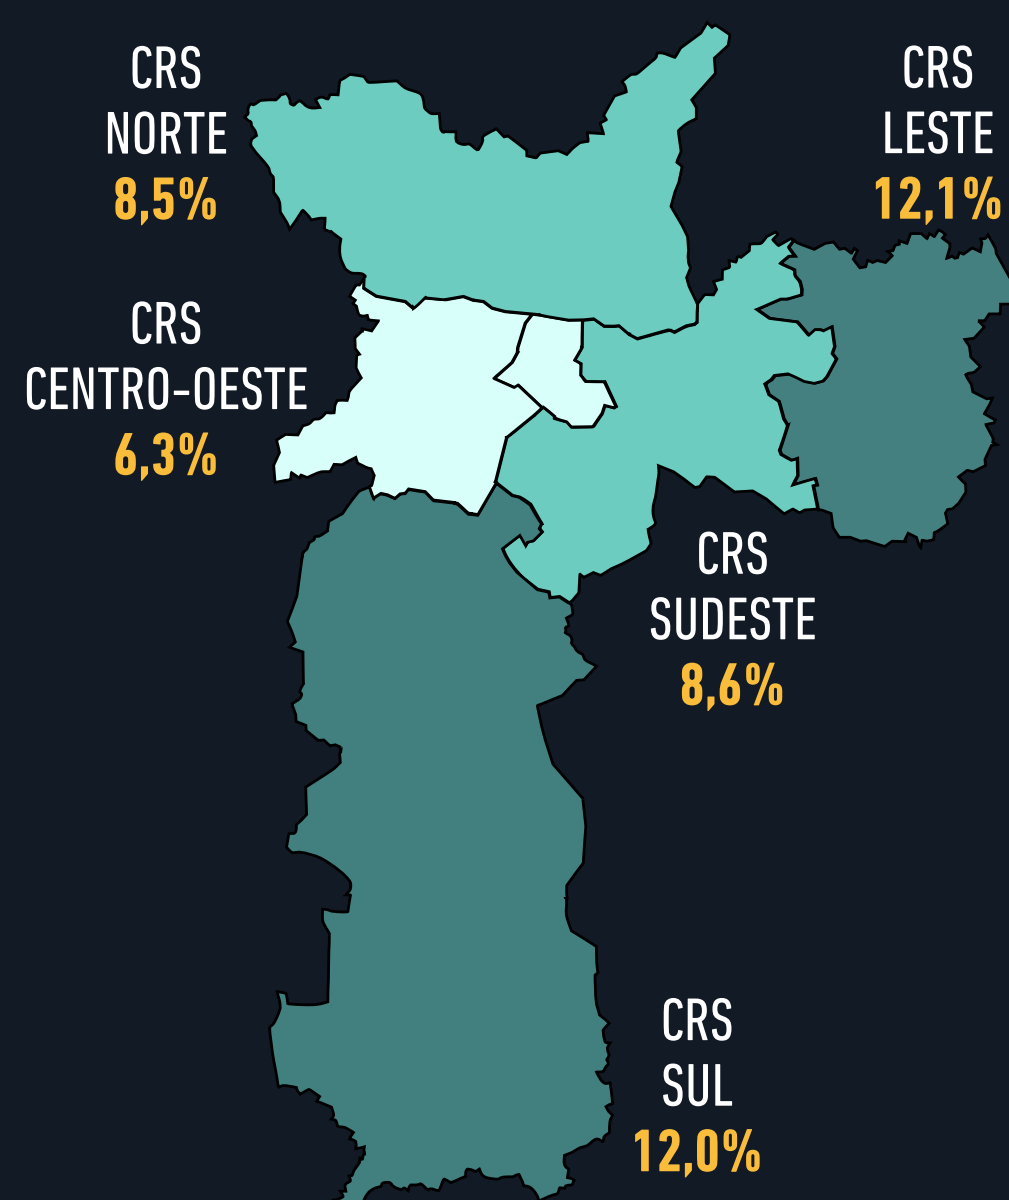 CRS
NORTE
8,5%
CRS
LESTE
12,1%
CRS
CENTRO-OESTE
6,3%
CRS
SUDESTE
8,6%
CRS
SUL
12,0%